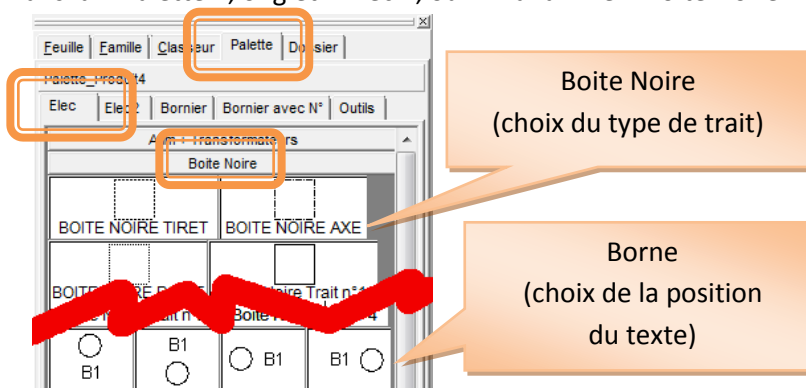 Feuille Famille Classeur Palette Dossier
Palette_Produit4
Elec Elec2 Bornier Bornier avec N° Outils
Boite Noire
BOITE NOIRE TIRET BOITE NOIRE AXE
Trait
B1 B1 B1 B1
Boite Noire
(choix du type de trait)
Borne
(choix de la position
du texte)